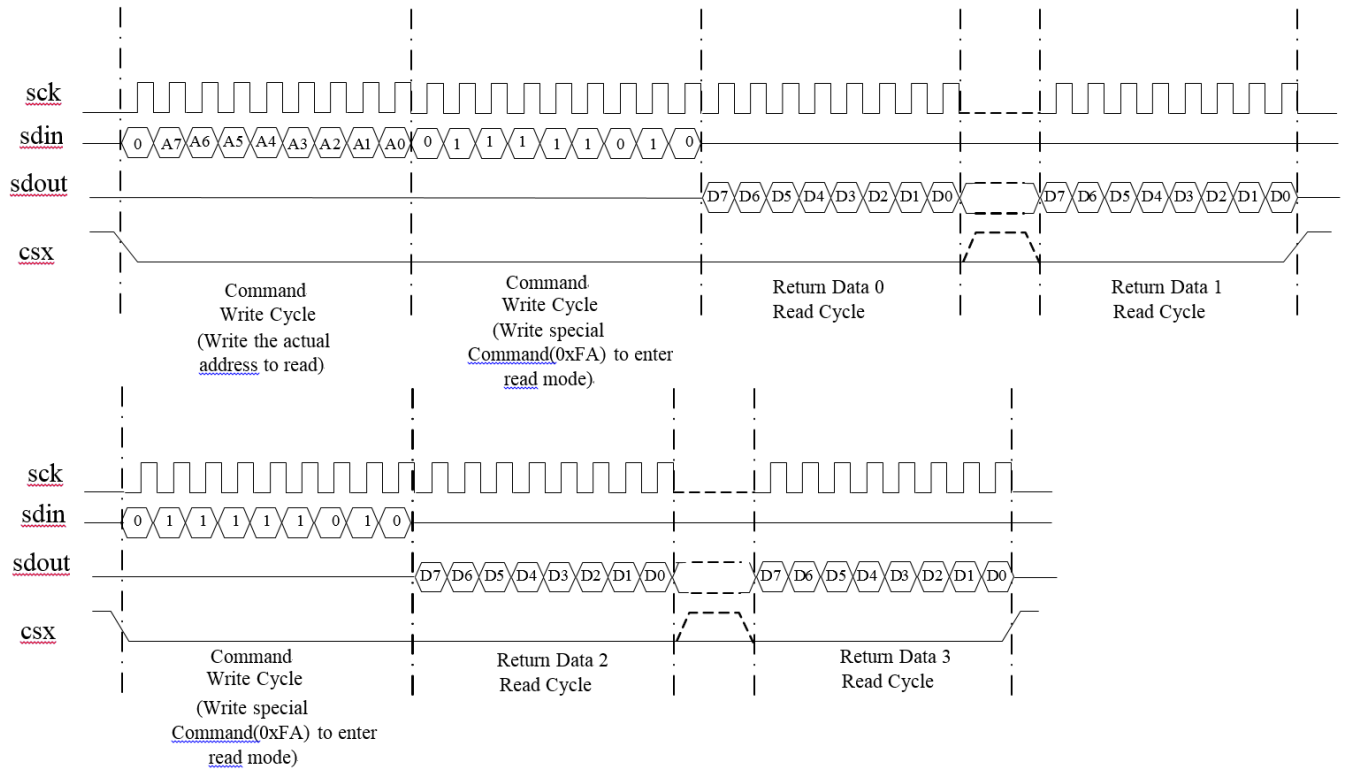 sck
sdin 0 A7 A6 A5 A4 A3 A2 A1 A0 0 1 1 1 1 1 0 1 0
sdout D7 D6 D5 D4 D3 D2 D1 D0 D7 D6 D5 D4 D3 D2 D1 D0
csx
Command
Write Cycle
(Write the actual
address to read)
Command
Write Cycle
(Write special
Command(0xFA) to enter
read mode)
Return Data 0
Read Cycle
Return Data 1
Read Cycle
sck
sdin 0 1 1 1 1 1 0 1 0
sdout D7 D6 D5 D4 D3 D2 D1 D0 D7 D6 D5 D4 D3 D2 D1 D0
csx
Command
Write Cycle
(Write special
Command(0xFA) to enter
read mode)
Return Data 2
Read Cycle
Return Data 3
Read Cycle